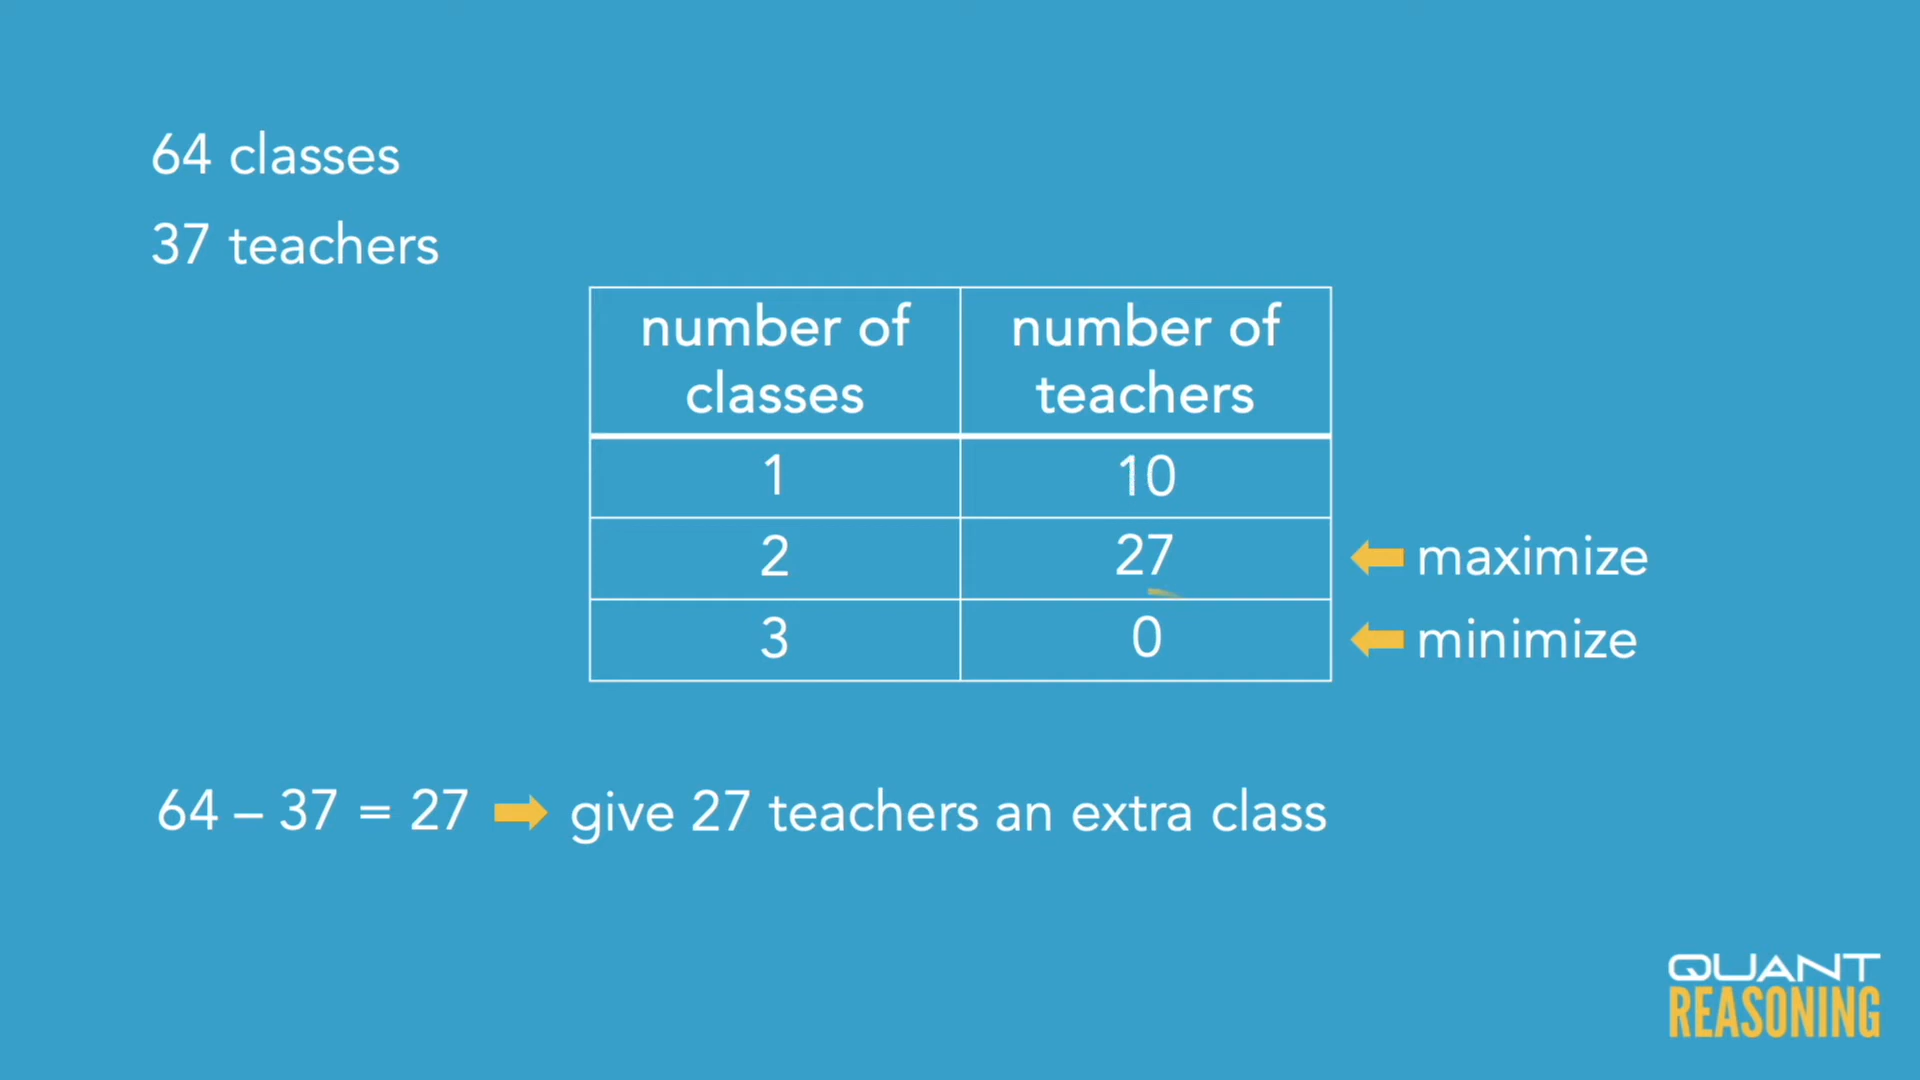 64 classes
37 teachers
number of number of
classes teachers
1 10
2 27 maximize
3 0 minimize
64 – 37 = 27 give 27 teachers an extra class
QUANT
REASONING